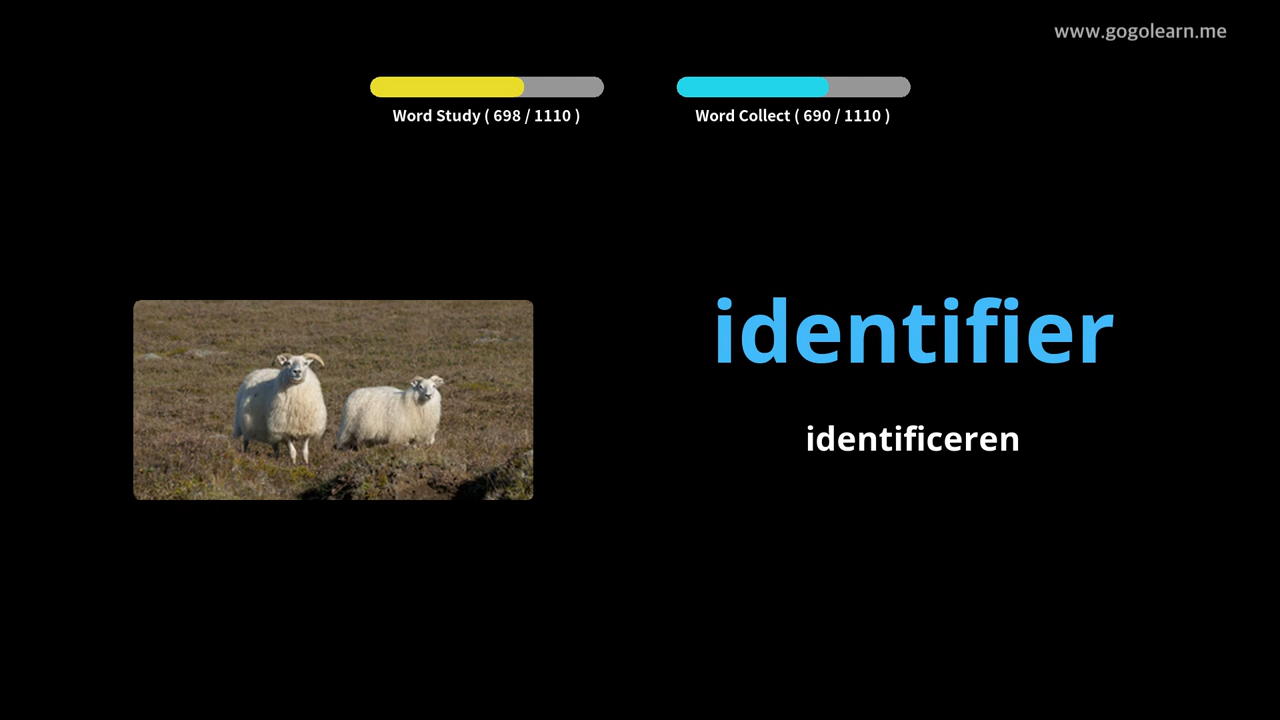 www.gogolearn.me
Word Study ( 698 / 1110 )
Word Collect ( 690 / 1110 )
identifier
identificeren